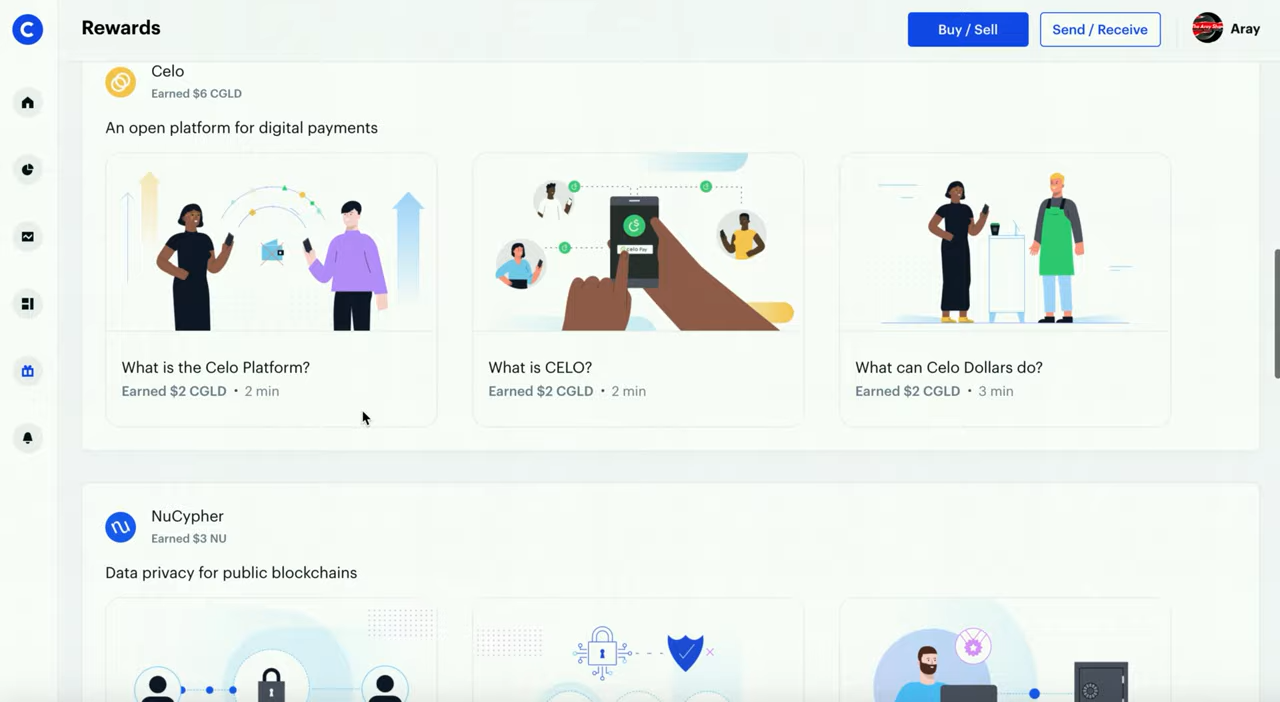 C
Rewards
Buy / Sell
Send / Receive
Aray
Celo
Earned $6 CGLD
An open platform for digital payments
What is the Celo Platform?
Earned $2 CGLD • 2 min
What is CELO?
Earned $2 CGLD • 2 min
What can Celo Dollars do?
Earned $2 CGLD • 3 min
Celo Pay
NuCypher
Earned $3 NU
Data privacy for public blockchains